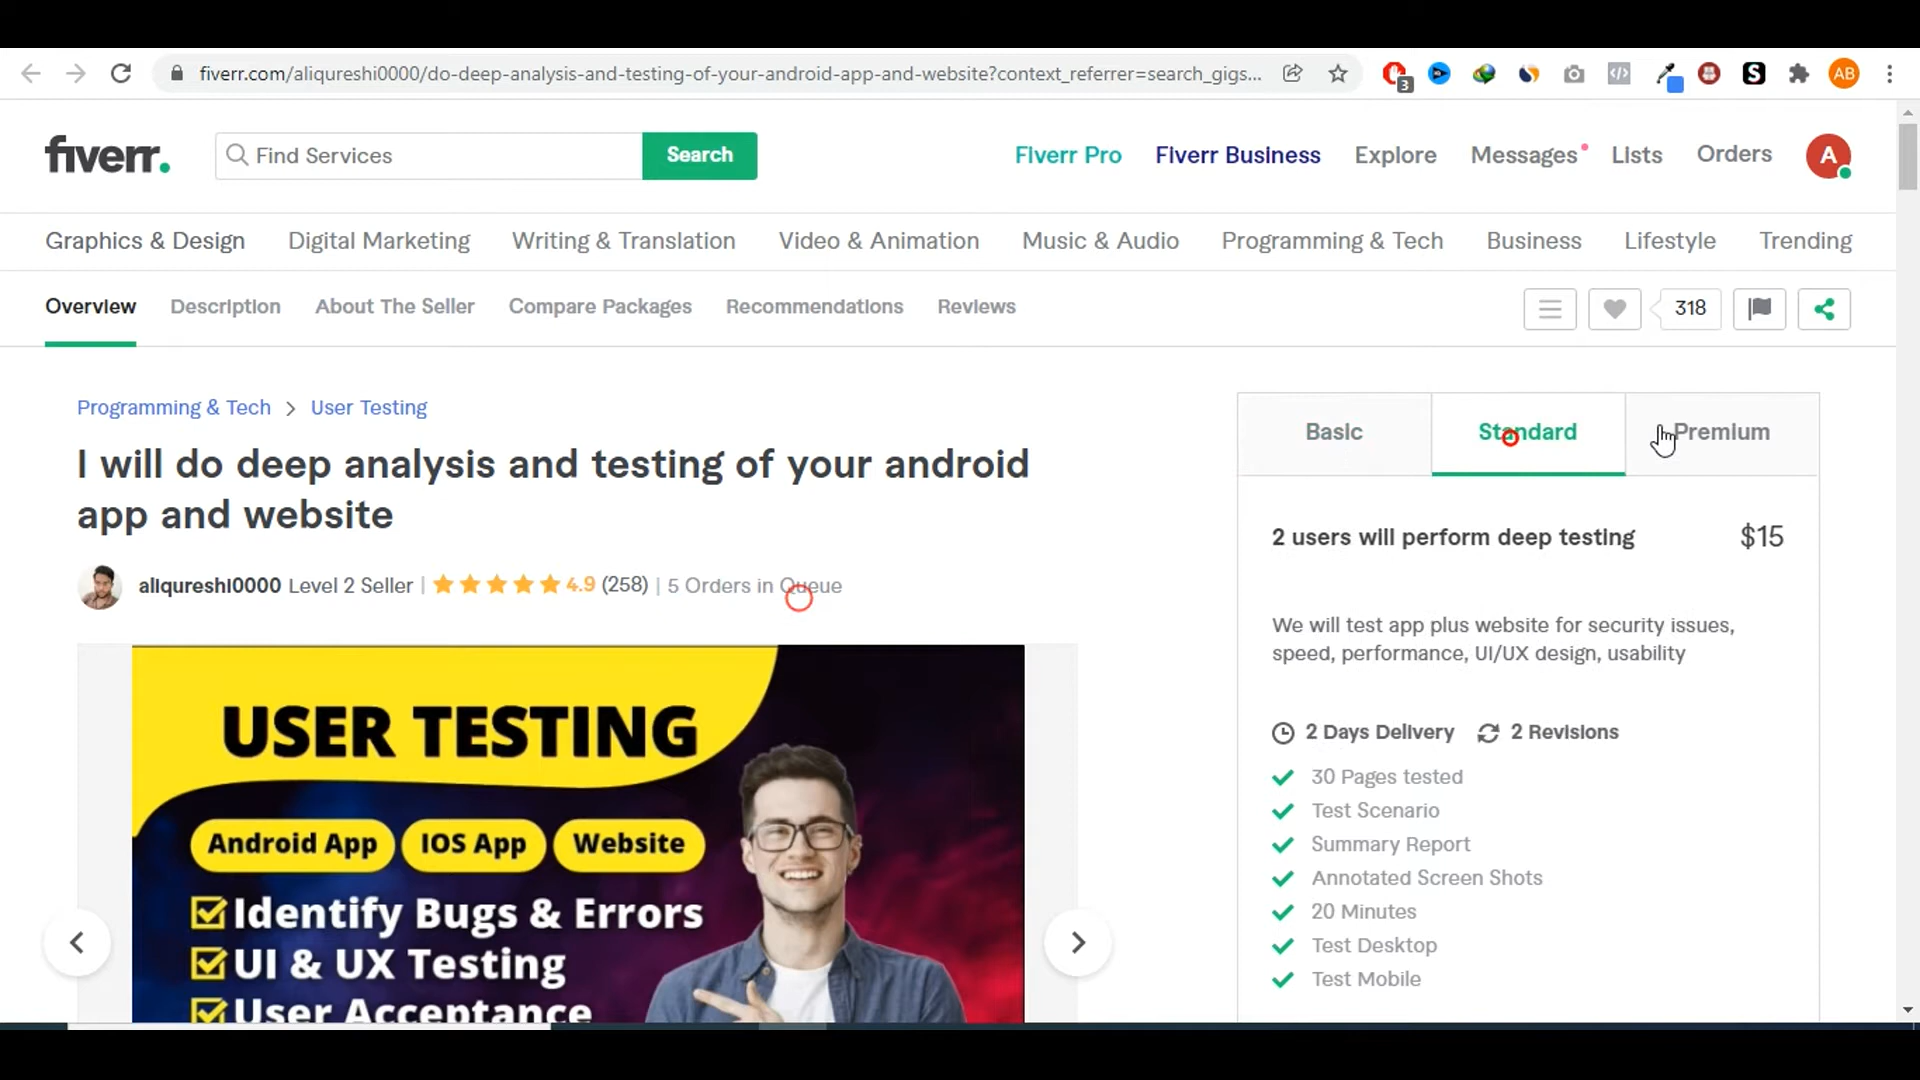 fiverr.com/aliqureshi0000/do-deep-analysis-and-testing-of-your-android-app-and-website?context_referrer=search_gigs...
3
S
AB
fiverr.
Find Services
Search
Fiverr Pro
Fiverr Business
Explore
Messages
Lists
Orders
A
Graphics & Design
Digital Marketing
Writing & Translation
Video & Animation
Music & Audio
Programming & Tech
Business
Lifestyle
Trending
Overview
Description
About The Seller
Compare Packages
Recommendations
Reviews
318
Programming & Tech > User Testing
I will do deep analysis and testing of your android
app and website
aliqureshi0000 Level 2 Seller | 4.9 (258) | 5 Orders in Queue
USER TESTING
Android App
IOS App
Website
Identify Bugs & Errors
UI & UX Testing
User Acceptance
Basic
Standard
Premium
2 users will perform deep testing
$15
We will test app plus website for security issues,
speed, performance, UI/UX design, usability
2 Days Delivery
2 Revisions
30 Pages tested
Test Scenario
Summary Report
Annotated Screen Shots
20 Minutes
Test Desktop
Test Mobile